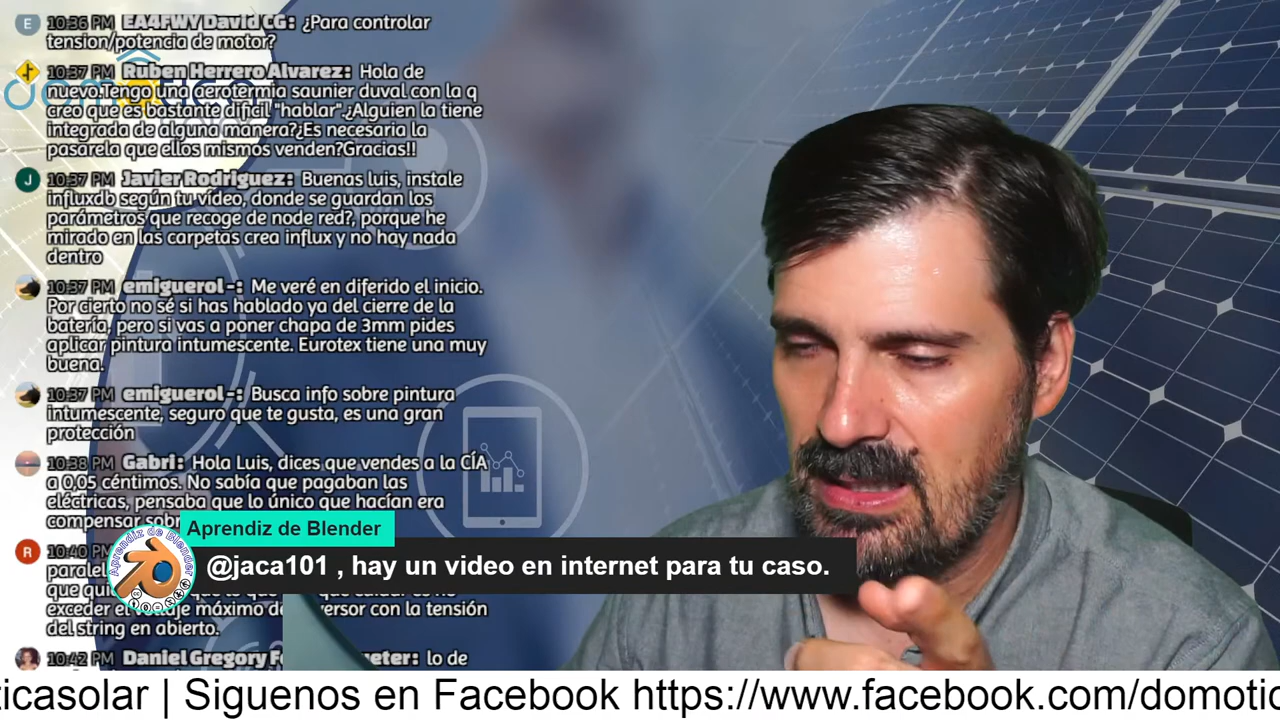 10:36 PM EA4FWY David CG: ¿Para controlar
tension/potencia de motor?
10:37 PM Ruben Herrero Alvarez: Hola de
nuevo.Tengo una aerotermia saunier duval con la q
creo que es bastante dificil "hablar".¿Alguien la tiene
integrada de alguna manera?¿Es necesaria la
pasarela que ellos mismos venden?Gracias!!
10:37 PM Javier Rodriguez: Buenas luis, instale
influxdb según tu vídeo, donde se guardan los
parámetros que recoge de node red?, porque he
mirado en las carpetas crea influx y no hay nada
dentro
10:37 PM emiguerol -: Me veré en diferido el inicio.
Por cierto no sé si has hablado ya del cierre de la
batería, pero si vas a poner chapa de 3mm pides
aplicar pintura intumescente. Eurotex tiene una muy
buena.
10:37 PM emiguerol -: Busca info sobre pintura
intumescente, seguro que te gusta, es una gran
protección
10:38 PM Gabri: Hola Luis, dices que vendes a la CÍA
a 0,05 céntimos. No sabía que pagaban las
eléctricas, pensaba que lo único que hacían era
compensar
Aprendiz de Blender
@jaca101 , hay un video en internet para tu caso.
10:40 PM
exceder el voltaje máximo
con la tensión
del string en abierto.
10:42 PM Daniel Gregory
lo de
ticasolar | Siguenos en Facebook https://www.facebook.com/domotic